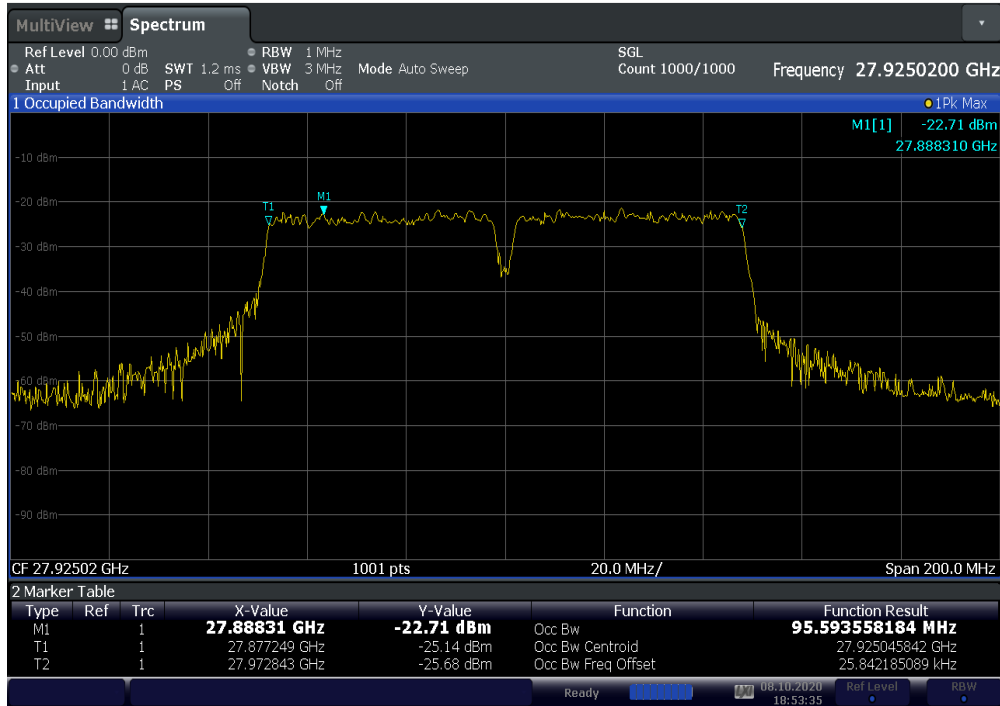 MultiView Spectrum
Ref Level 0.00 dBm RBW 1 MHz SGL
Att 0 dB SWT 1.2 ms VBW 3 MHz Mode Auto Sweep Count 1000/1000 Frequency 27.9250200 GHz
Input 1 AC PS Off Notch Off
1 Occupied Bandwidth 1Pk Max
M1[1] -22.71 dBm
27.888310 GHz
-10 dBm
M1
-20 dBm
T1 T2
-30 dBm
-40 dBm
-50 dBm
-60 dBm
-70 dBm
-80 dBm
-90 dBm
CF 27.92502 GHz 1001 pts 20.0 MHz/ Span 200.0 MHz
2 Marker Table
Type Ref Trc X-Value Y-Value Function Function Result
M1 1 27.88831 GHz -22.71 dBm Occ Bw 95.593558184 MHz
T1 1 27.877249 GHz -25.14 dBm Occ Bw Centroid 27.925045842 GHz
T2 1 27.972843 GHz -25.68 dBm Occ Bw Freq Offset 25.842185089 kHz
Ready 08.10.2020 Ref Level RBW
18:53:35